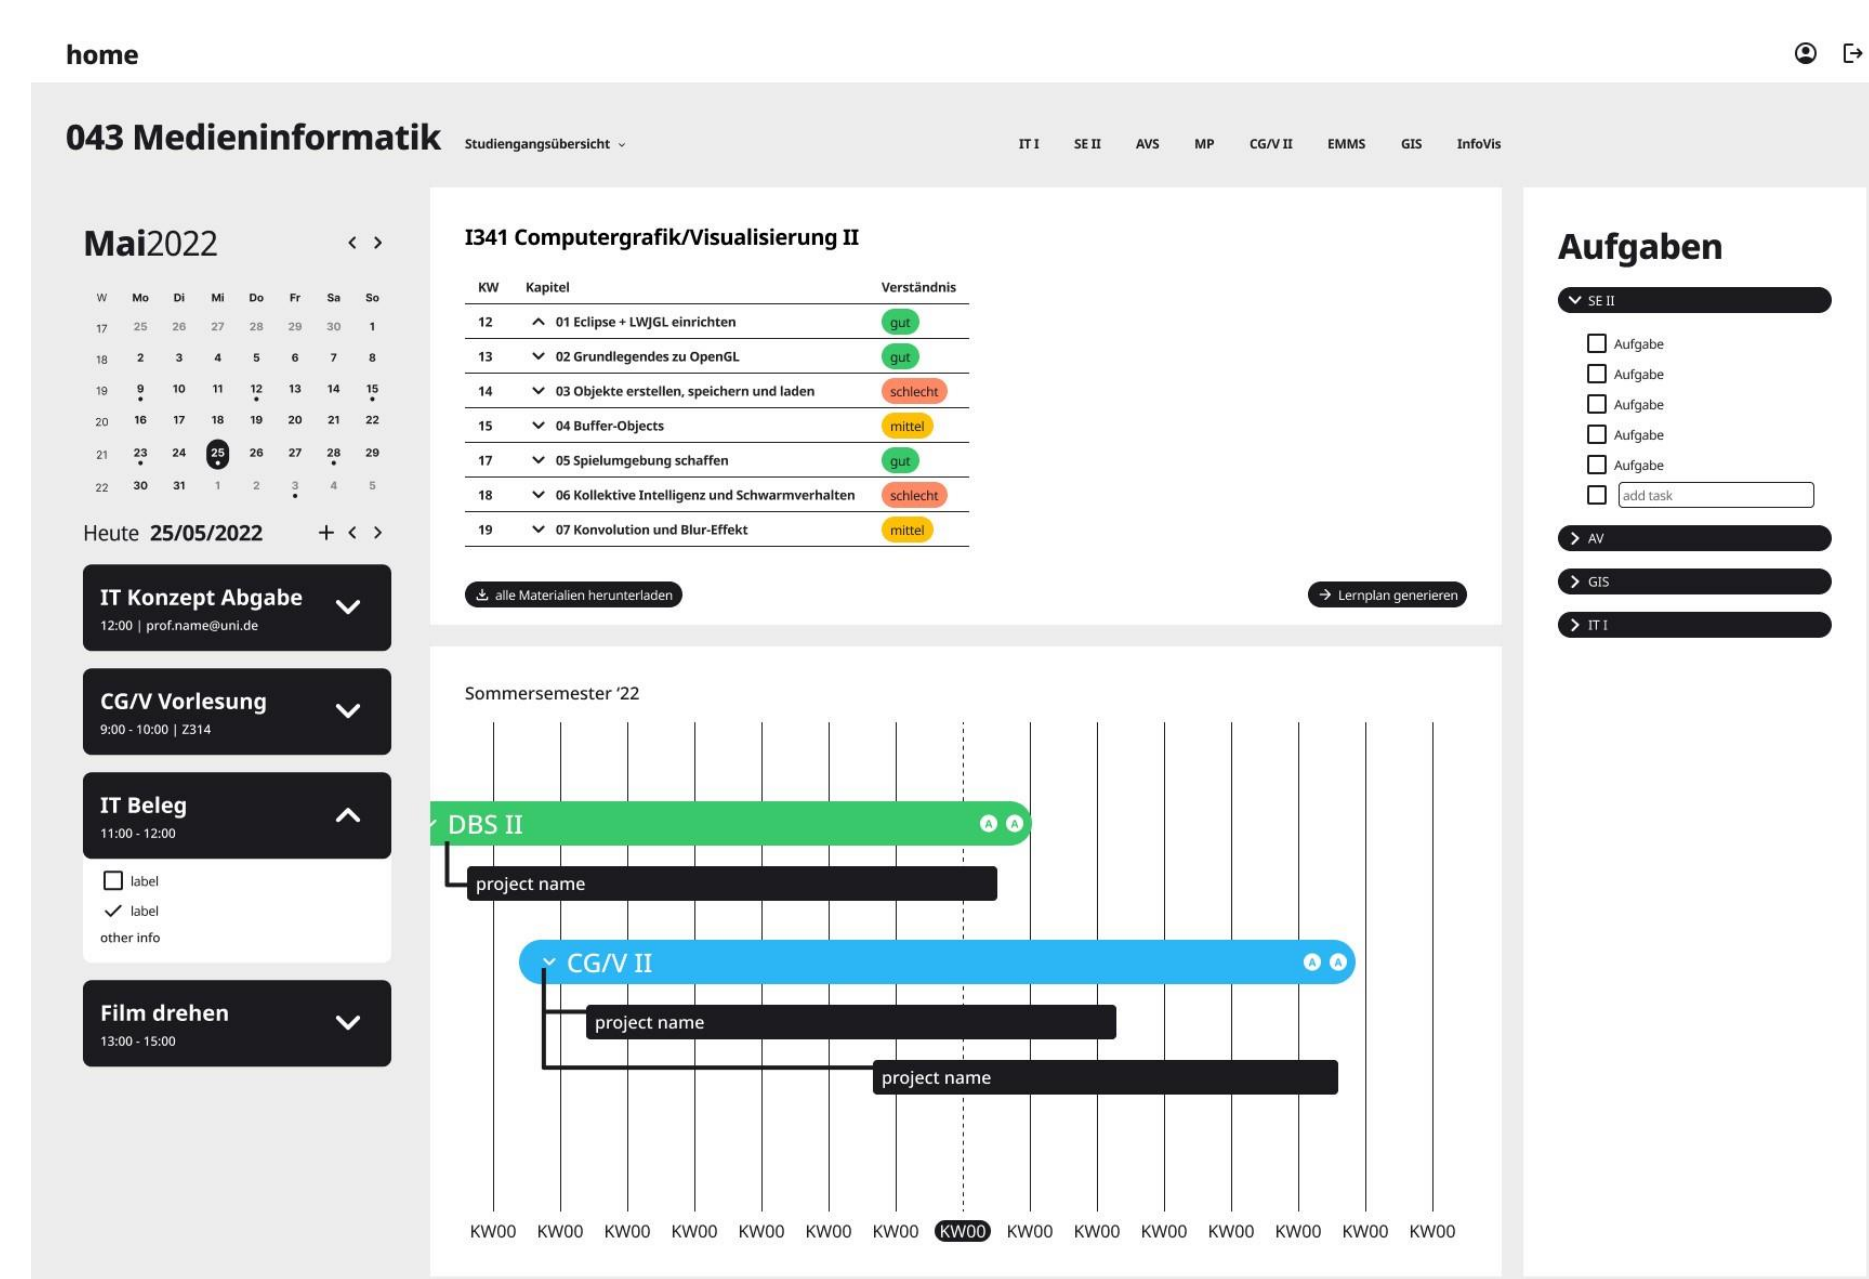 home
043 Medieninformatik
Studiengangsübersicht
IT I SE II AVS MP CG/V II EMMS GIS InfoVis
Mai2022
W Mo Di Mi Do Fr Sa So
17 25 26 27 28 29 30 1
18 2 3 4 5 6 7 8
19 9 10 11 12 13 14 15
20 16 17 18 19 20 21 22
21 23 24 25 26 27 28 29
22 30 31 1 2 3 4 5
Heute 25/05/2022
IT Konzept Abgabe
12:00 | prof.name@uni.de
CG/V Vorlesung
9:00 - 10:00 | Z314
IT Beleg
11:00 - 12:00
label
label
other info
Film drehen
13:00 - 15:00
I341 Computergrafik/Visualisierung II
KW Kapitel Verständnis
12 01 Eclipse + LWJGL einrichten gut
13 02 Grundlegendes zu OpenGL gut
14 03 Objekte erstellen, speichern und laden schlecht
15 04 Buffer-Objects mittel
17 05 Spielumgebung schaffen gut
18 06 Kollektive Intelligenz und Schwarmverhalten schlecht
19 07 Konvolution und Blur-Effekt mittel
alle Materialien herunterladen
Lernplan generieren
Sommersemester ‘22
DBS II A A
project name
CG/V II A A
project name
project name
KW00 KW00 KW00 KW00 KW00 KW00 KW00 KW00 KW00 KW00 KW00 KW00 KW00 KW00 KW00
Aufgaben
SE II
Aufgabe
Aufgabe
Aufgabe
Aufgabe
Aufgabe
add task
AV
GIS
IT I